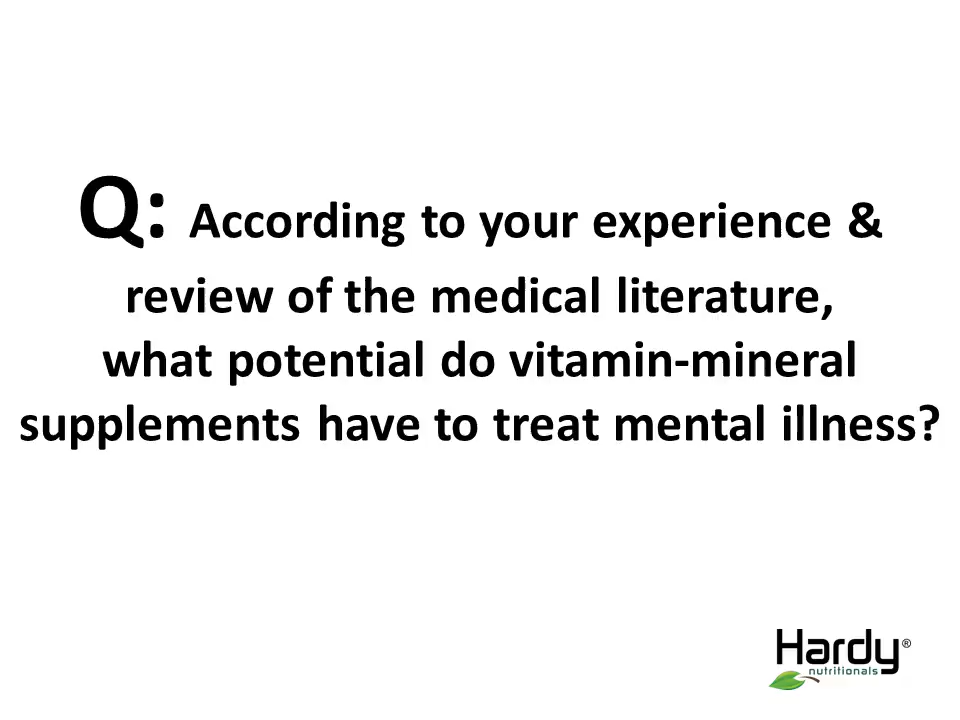 Q: According to your experience &
review of the medical literature,
what potential do vitamin-mineral
supplements have to treat mental illness?
Hardy®
nutritionals